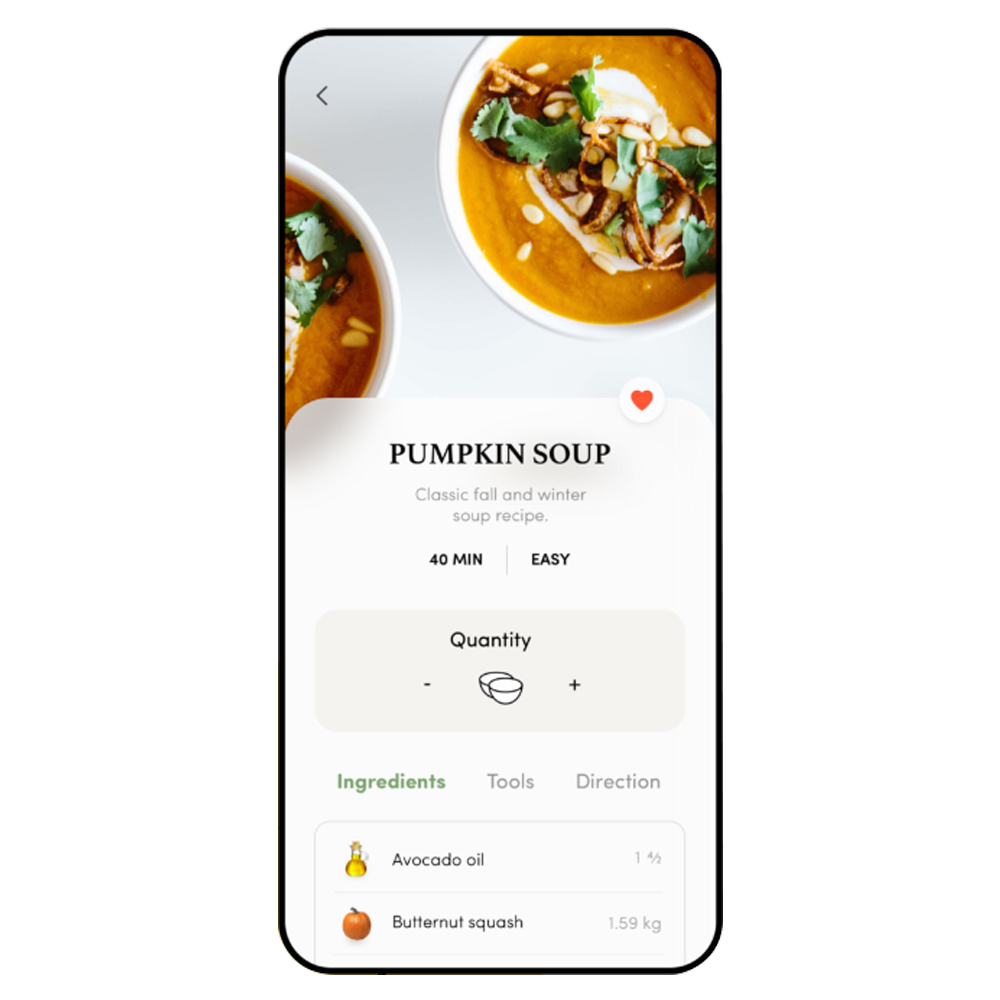 PUMPKIN SOUP
Classic fall and winter
soup recipe.
40 MIN | EASY
Quantity
- +
Ingredients Tools Direction
Avocado oil 1 ⁴⁄₂
Butternut squash 1.59 kg